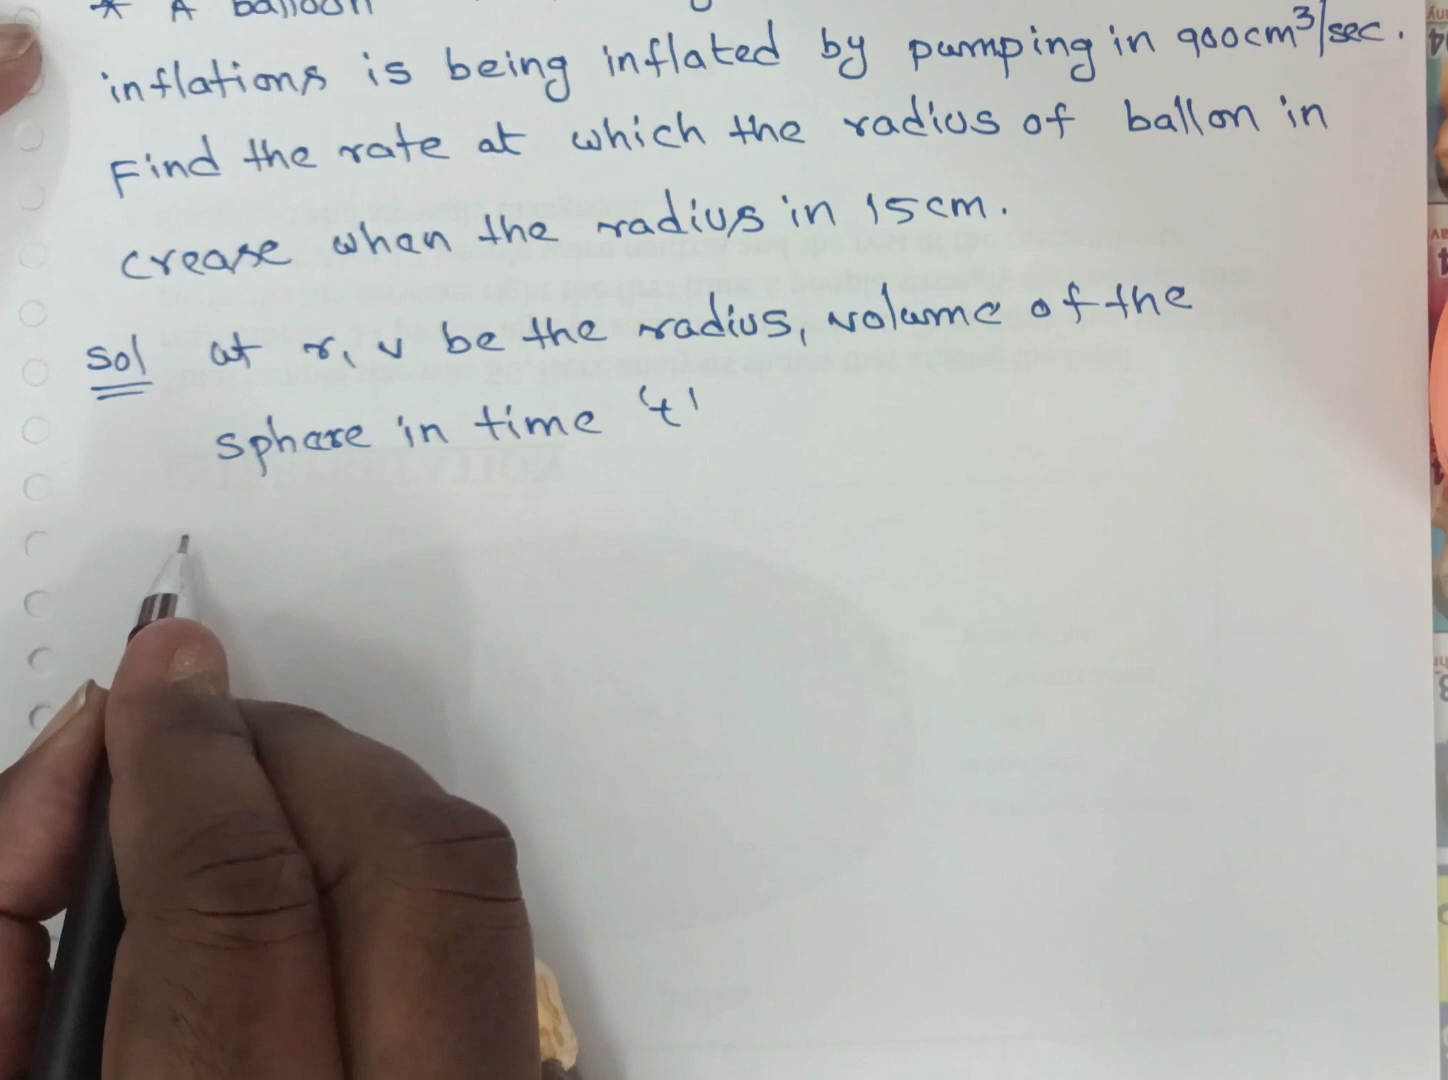 * A balloon
inflations is being inflated by pumping in 900cm³/sec.
Find the rate at which the radius of ballon in
crease when the radius in 15cm.
Sol at r, v be the radius, volume of the
sphere in time 't'